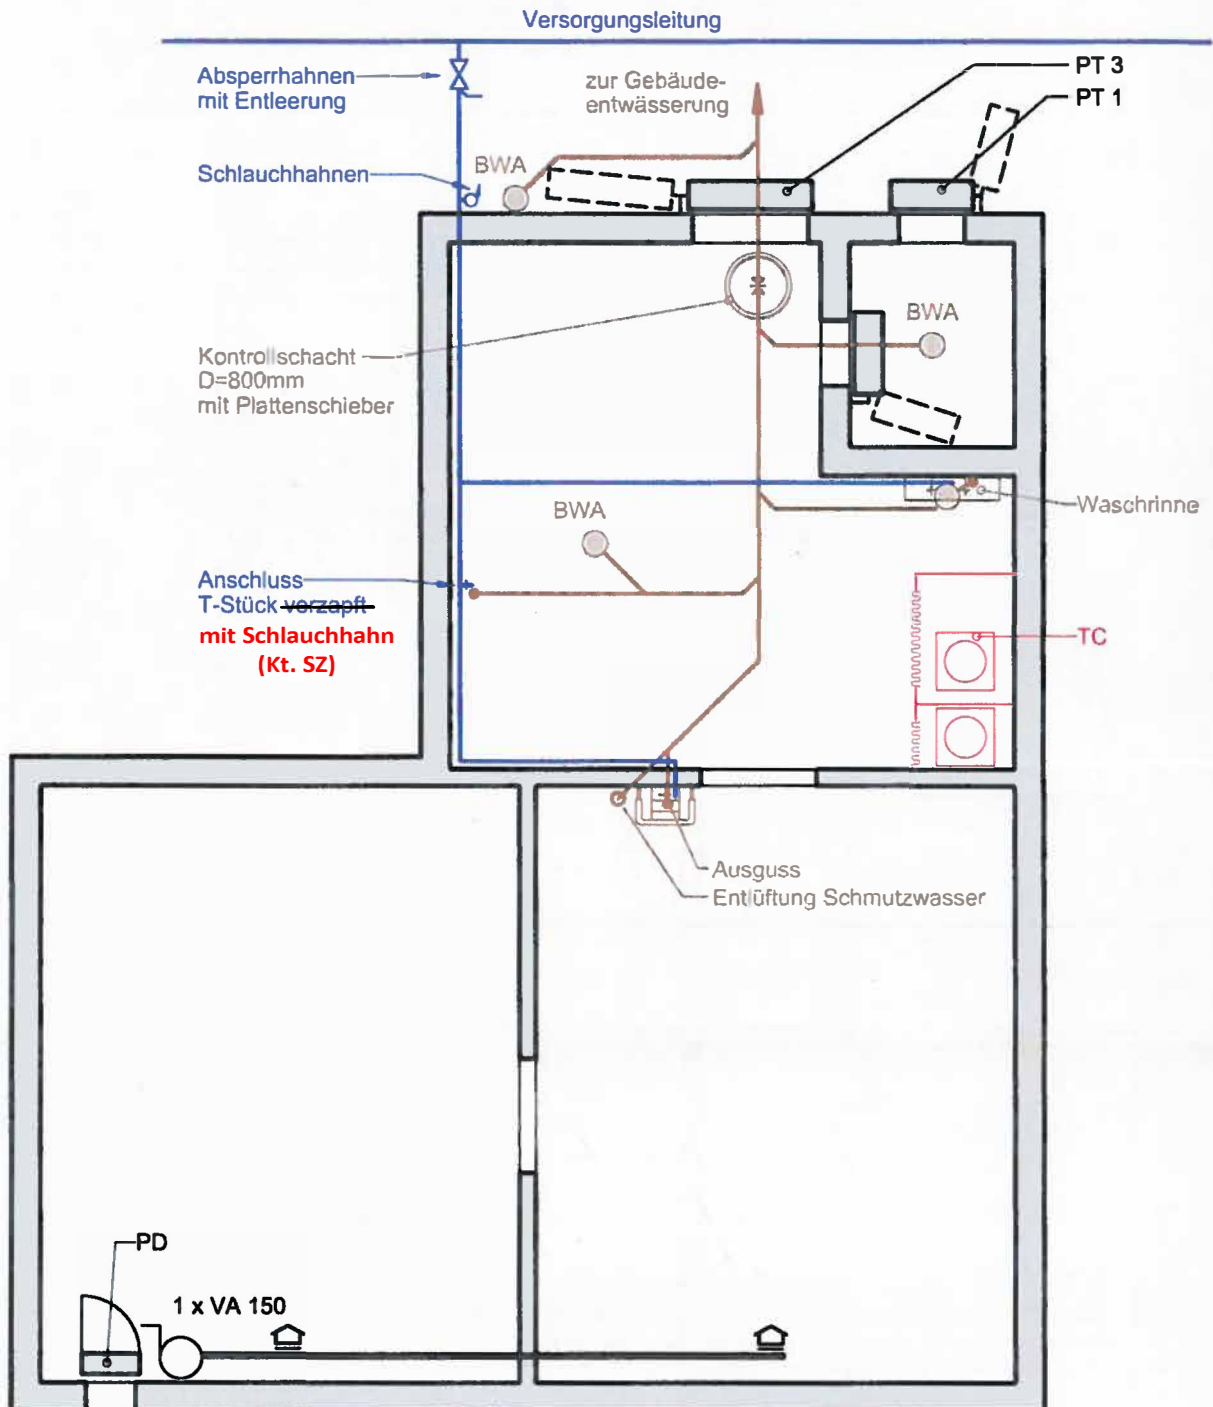 Versorgungsleitung
Absperrhahnen
mit Entleerung
zur Gebäude-
entwässerung
PT 3
PT 1
Schlauchhahnen
BWA
BWA
Kontrollschacht
D=800mm
mit Plattenschieber
Waschrinne
BWA
Anschluss
T-Stück verzapft
mit Schlauchhahn
(Kt. SZ)
TC
Ausguss
Entlüftung Schmutzwasser
PD
1 x VA 150